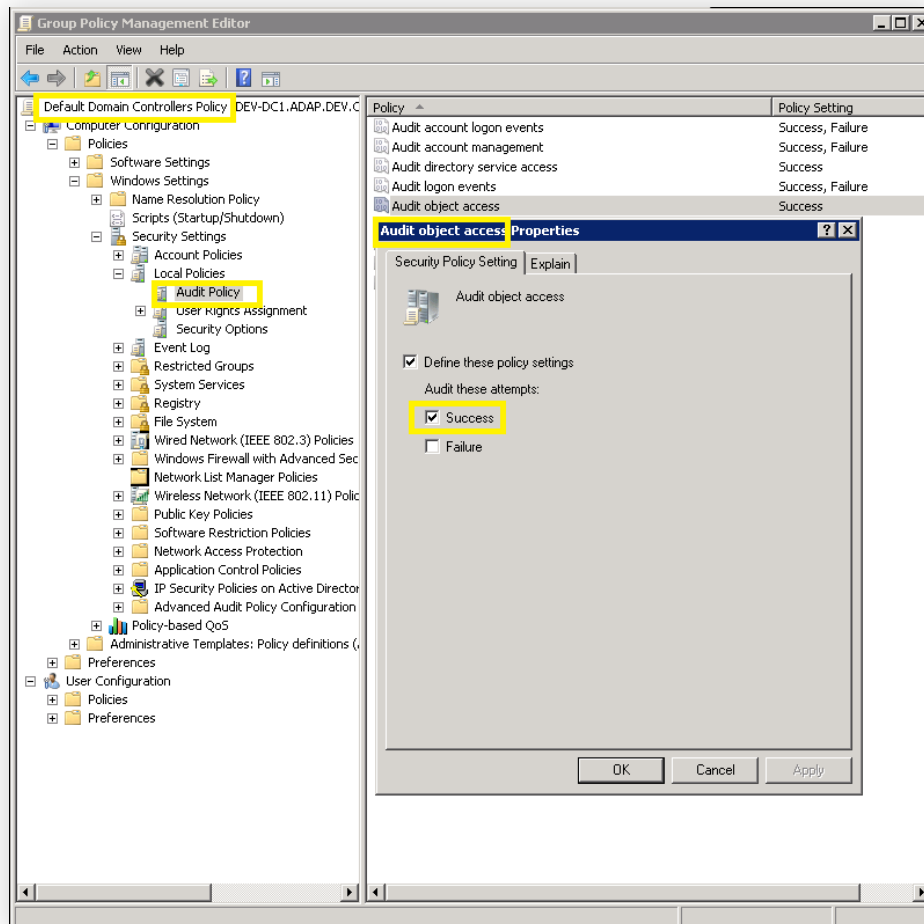 Group Policy Management Editor
File Action View Help
Default Domain Controllers Policy DEV-DC1.ADAP.DEV.C
Computer Configuration
Policies
Software Settings
Windows Settings
Name Resolution Policy
Scripts (Startup/Shutdown)
Security Settings
Account Policies
Local Policies
Audit Policy
User Rights Assignment
Security Options
Event Log
Restricted Groups
System Services
Registry
File System
Wired Network (IEEE 802.3) Policies
Windows Firewall with Advanced Sec
Network List Manager Policies
Wireless Network (IEEE 802.11) Polic
Public Key Policies
Software Restriction Policies
Network Access Protection
Application Control Policies
IP Security Policies on Active Director
Advanced Audit Policy Configuration
Policy-based QoS
Administrative Templates: Policy definitions (
Preferences
User Configuration
Policies
Preferences
Policy Policy Setting
Audit account logon events Success, Failure
Audit account management Success, Failure
Audit directory service access Success
Audit logon events Success, Failure
Audit object access Success
Audit object access Properties
Security Policy Setting Explain
Audit object access
Define these policy settings
Audit these attempts:
Success
Failure
OK Cancel Apply